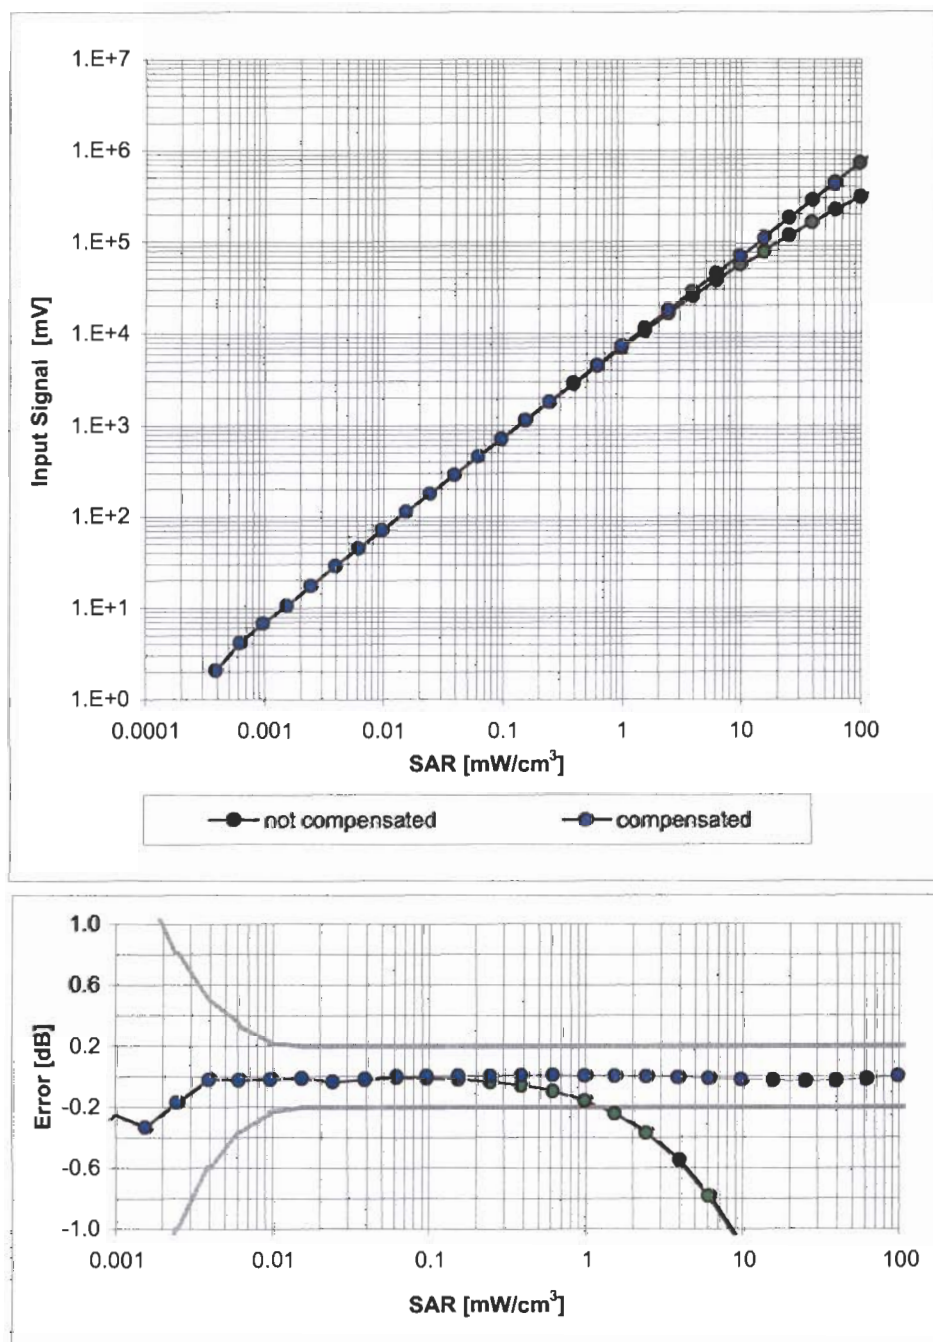 1.E+7
1.E+6
1.E+5
1.E+4
1.E+3
1.E+2
1.E+1
1.E+0
Input Signal [mV]
0.0001 0.001 0.01 0.1 1 10 100
SAR [mW/cm³]
not compensated compensated
1.0
0.6
0.2
-0.2
-0.6
-1.0
Error [dB]
0.001 0.01 0.1 1 10 100
SAR [mW/cm³]